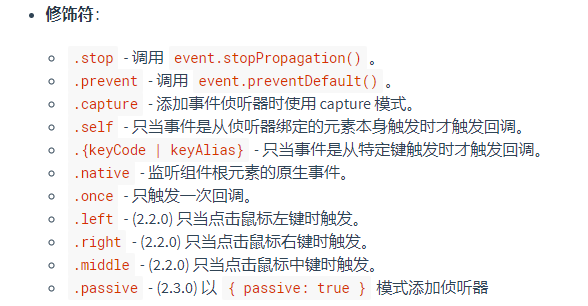 修饰符：
.stop - 调用 event.stopPropagation() 。
.prevent - 调用 event.preventDefault() 。
.capture - 添加事件侦听器时使用 capture 模式。
.self - 只当事件是从侦听器绑定的元素本身触发时才触发回调。
.{keyCode | keyAlias} - 只当事件是从特定键触发时才触发回调。
.native - 监听组件根元素的原生事件。
.once - 只触发一次回调。
.left - (2.2.0) 只当点击鼠标左键时触发。
.right - (2.2.0) 只当点击鼠标右键时触发。
.middle - (2.2.0) 只当点击鼠标中键时触发。
.passive - (2.3.0) 以 { passive: true } 模式添加侦听器